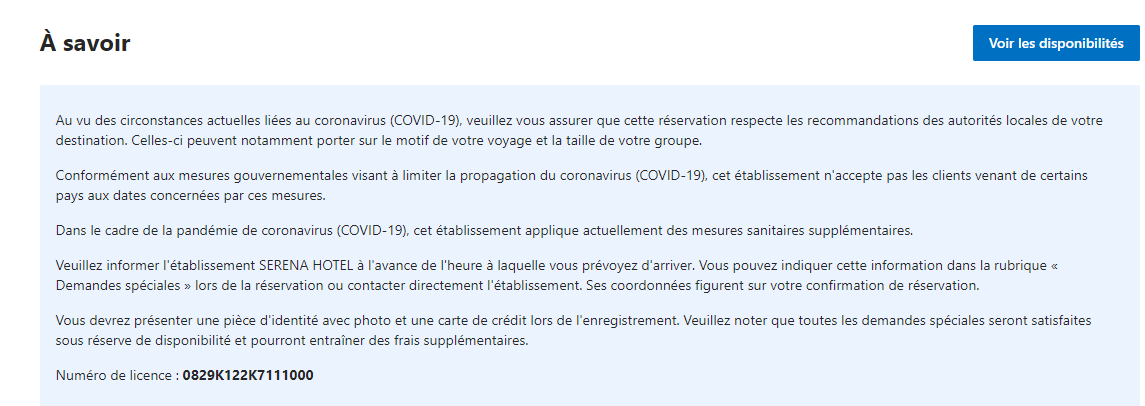 À savoir
Voir les disponibilités
Au vu des circonstances actuelles liées au coronavirus (COVID-19), veuillez vous assurer que cette réservation respecte les recommandations des autorités locales de votre
destination. Celles-ci peuvent notamment porter sur le motif de votre voyage et la taille de votre groupe.
Conformément aux mesures gouvernementales visant à limiter la propagation du coronavirus (COVID-19), cet établissement n'accepte pas les clients venant de certains
pays aux dates concernées par ces mesures.
Dans le cadre de la pandémie de coronavirus (COVID-19), cet établissement applique actuellement des mesures sanitaires supplémentaires.
Veuillez informer l'établissement SERENA HOTEL à l'avance de l'heure à laquelle vous prévoyez d'arriver. Vous pouvez indiquer cette information dans la rubrique «
Demandes spéciales » lors de la réservation ou contacter directement l'établissement. Ses coordonnées figurent sur votre confirmation de réservation.
Vous devrez présenter une pièce d'identité avec photo et une carte de crédit lors de l'enregistrement. Veuillez noter que toutes les demandes spéciales seront satisfaites
sous réserve de disponibilité et pourront entraîner des frais supplémentaires.
Numéro de licence : 0829K122K7111000